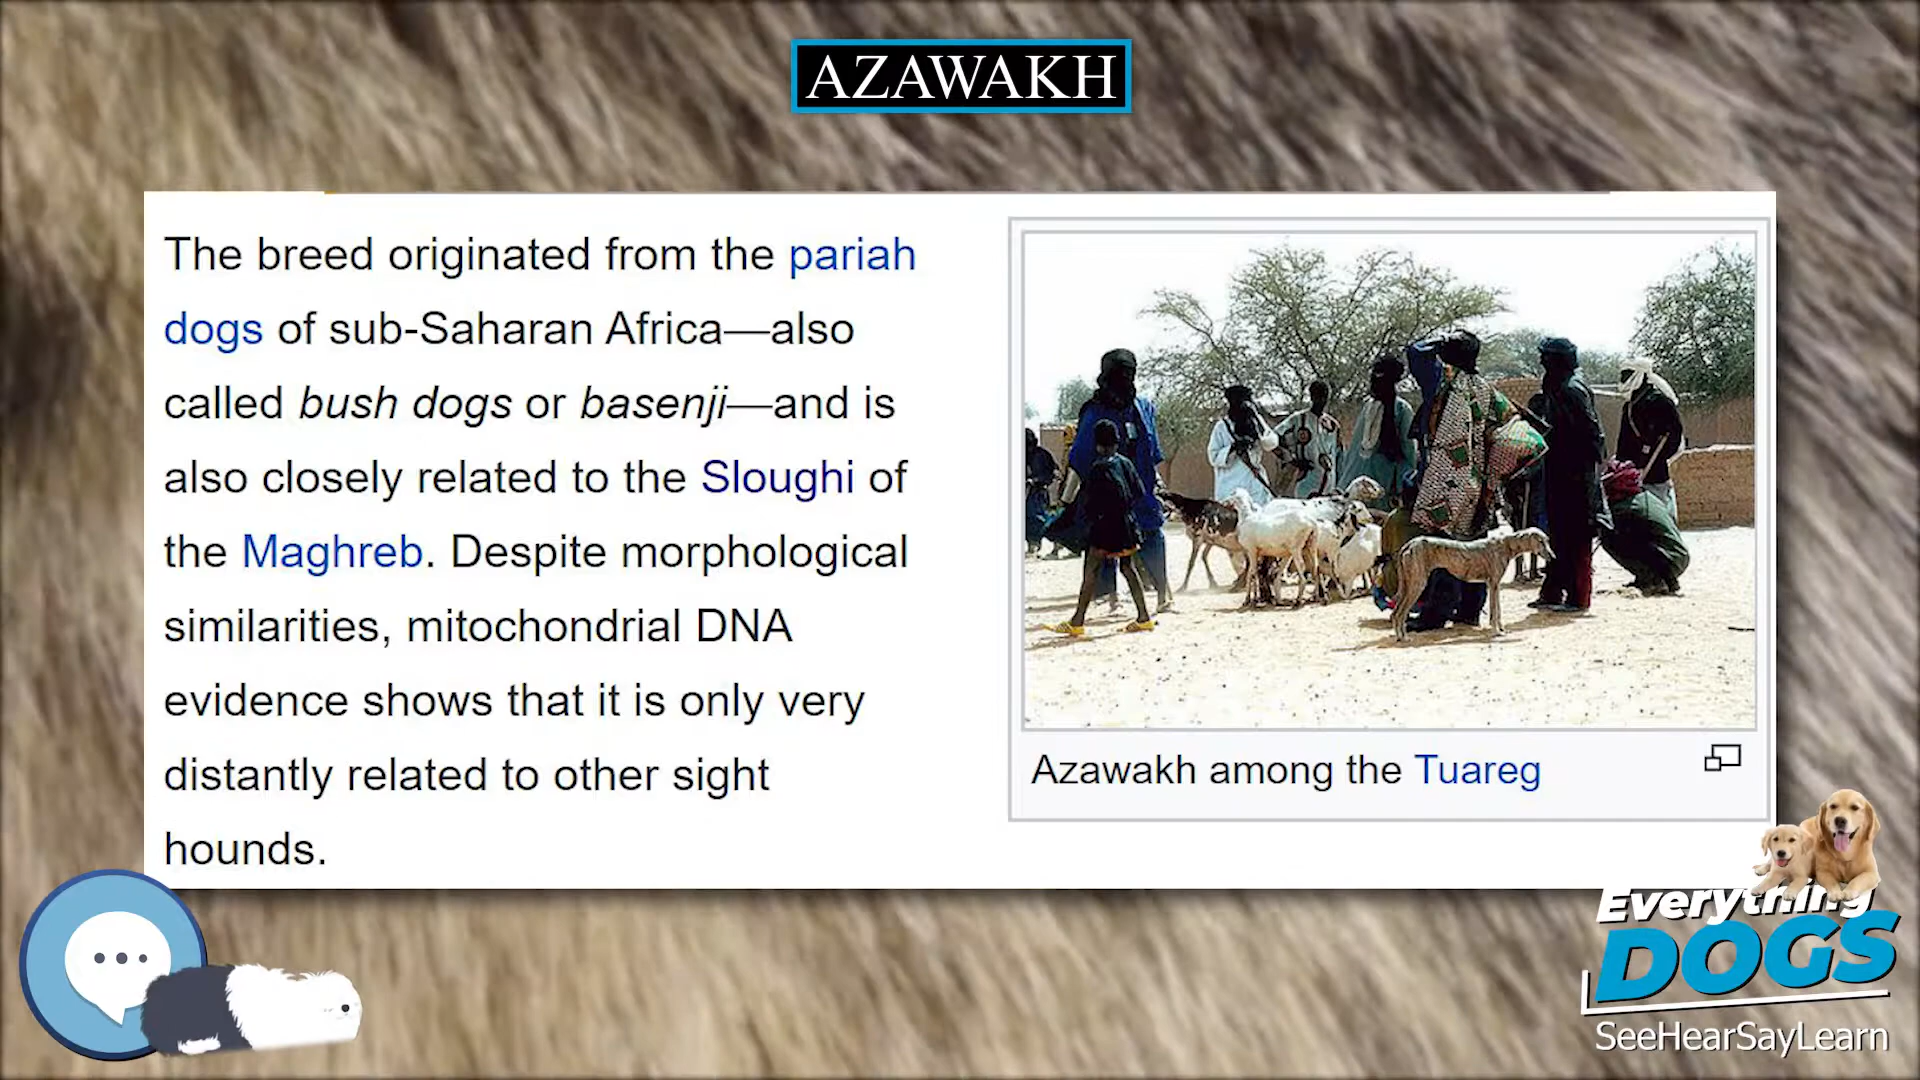 AZAWAKH
The breed originated from the pariah
dogs of sub-Saharan Africa—also
called bush dogs or basenji—and is
also closely related to the Sloughi of
the Maghreb. Despite morphological
similarities, mitochondrial DNA
evidence shows that it is only very
distantly related to other sight
hounds.
Azawakh among the Tuareg
Everything
DOGS
SeeHearSayLearn